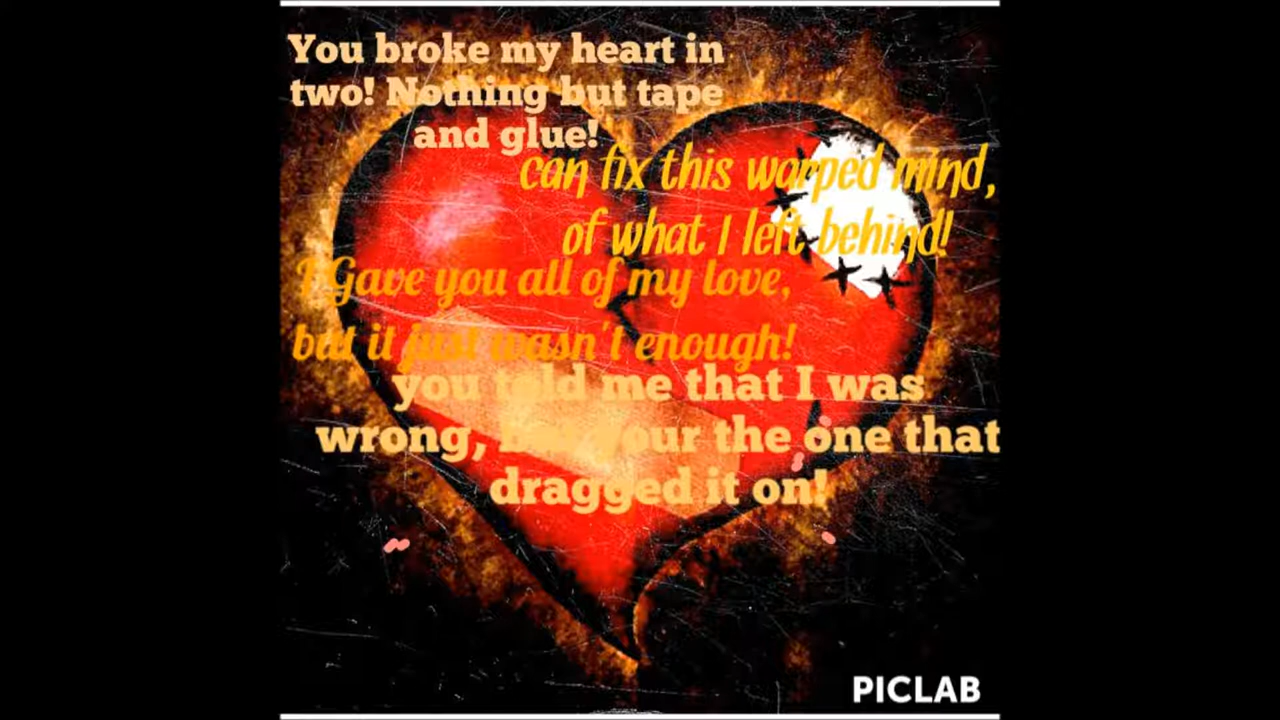 You broke my heart in
two! Nothing but tape
and glue!
can fix this warped mind,
of what I left behind!
I Gave you all of my love,
but it just wasn't enough!
you told me that I was
wrong, but your the one that
dragged it on!
PICLAB